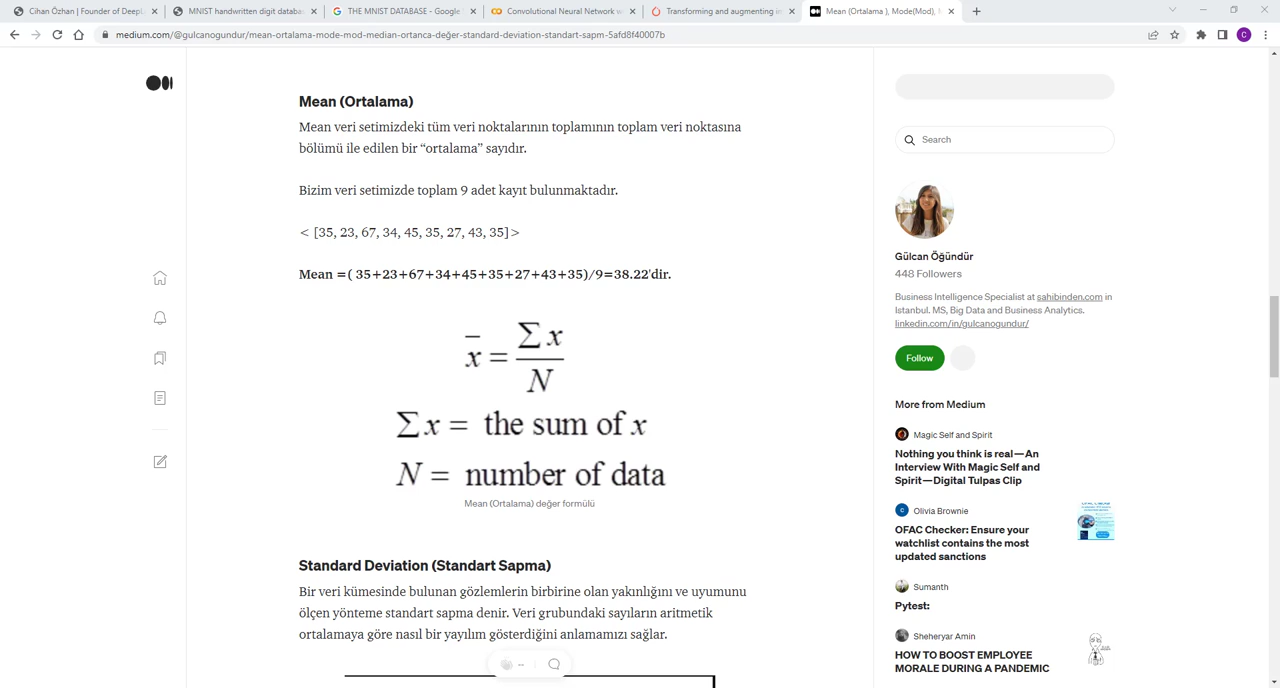 Cihan Özhan | Founder of DeepL
MNIST handwritten digit databa
THE MNIST DATABASE - Google S
Convolutional Neural Network w
Transforming and augmenting i
Mean (Ortalama ), Mode(Mod),
medium.com/@gulcanogundur/mean-ortalama-mode-mod-median-ortanca-değer-standard-deviation-standart-sapm-5afd8f40007b
C
Mean (Ortalama)
Mean veri setimizdeki tüm veri noktalarının toplamının toplam veri noktasına
bölümü ile edilen bir “ortalama” sayıdır.
Bizim veri setimizde toplam 9 adet kayıt bulunmaktadır.
< [35, 23, 67, 34, 45, 35, 27, 43, 35]>
Mean =( 35+23+67+34+45+35+27+43+35)/9=38.22'dir.
x̄ = Σx / N
Σx = the sum of x
N = number of data
Mean (Ortalama) değer formülü
Standard Deviation (Standart Sapma)
Bir veri kümesinde bulunan gözlemlerin birbirine olan yakınlığını ve uyumunu
ölçen yönteme standart sapma denir. Veri grubundaki sayıların aritmetik
ortalamaya göre nasıl bir yayılım gösterdiğini anlamamızı sağlar.
--
Search
Gülcan Öğündür
448 Followers
Business Intelligence Specialist at sahibinden.com in
Istanbul. MS, Big Data and Business Analytics.
linkedin.com/in/gulcanogundur/
Follow
More from Medium
Magic Self and Spirit
Nothing you think is real — An
Interview With Magic Self and
Spirit — Digital Tulpas Clip
Olivia Brownie
OFAC Checker: Ensure your
watchlist contains the most
updated sanctions
Sumanth
Pytest:
Sheheryar Amin
HOW TO BOOST EMPLOYEE
MORALE DURING A PANDEMIC